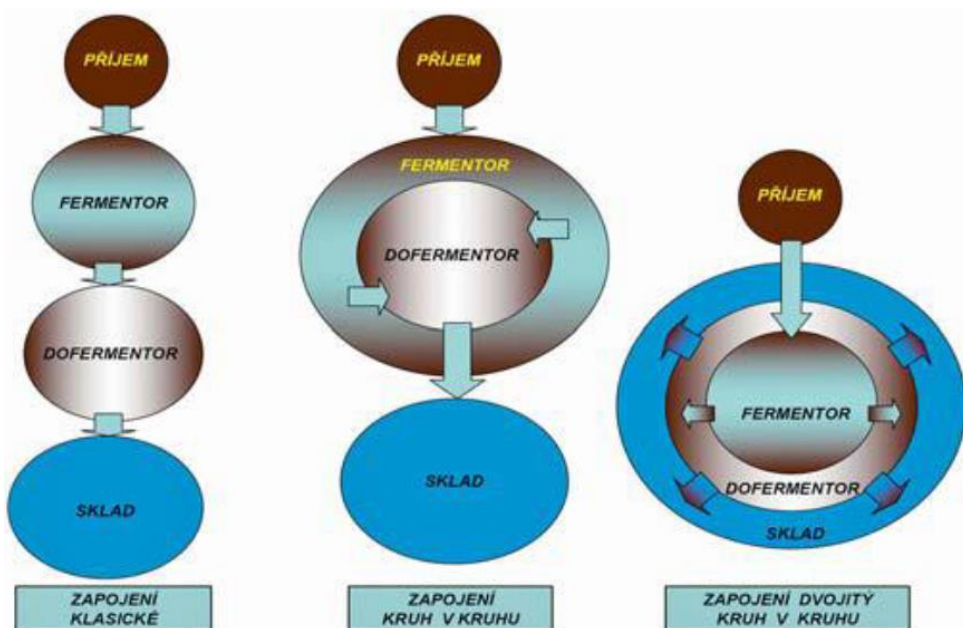 PŘÍJEM
FERMENTOR
DOFERMENTOR
SKLAD
ZAPOJENÍ
KLASICKÉ
PŘÍJEM
FERMENTOR
DOFERMENTOR
SKLAD
ZAPOJENÍ
KRUH V KRUHU
PŘÍJEM
FERMENTOR
DOFERMENTOR
SKLAD
ZAPOJENÍ DVOJITÝ
KRUH V KRUHU